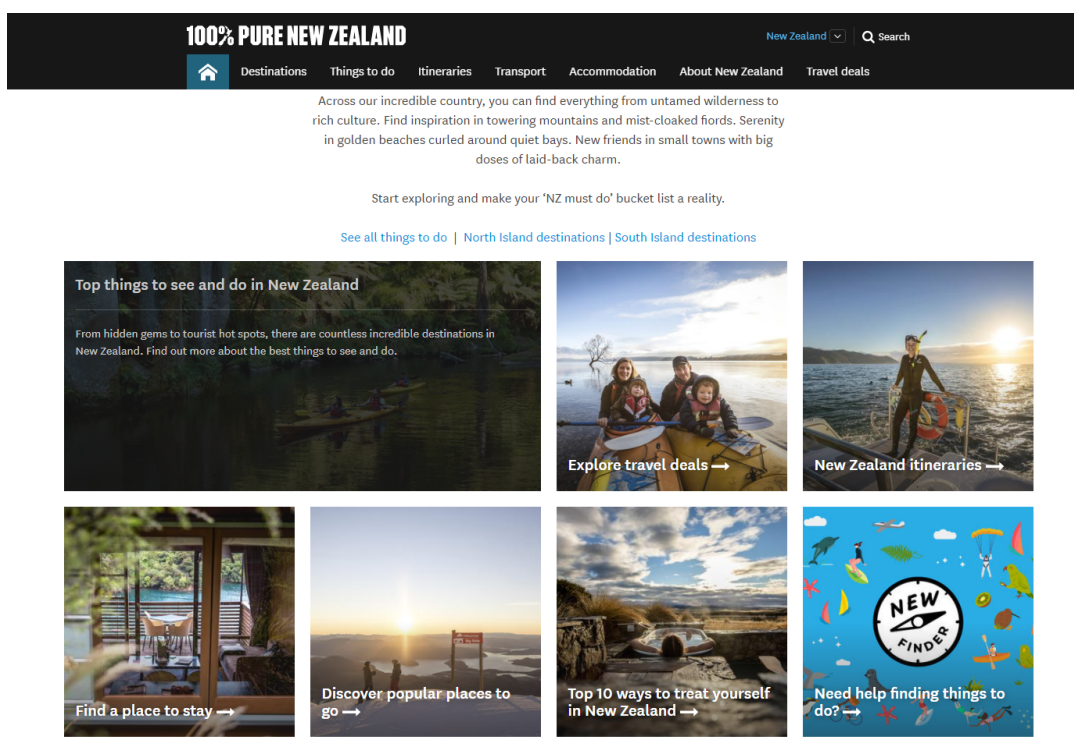 100% PURE NEW ZEALAND
New Zealand
Search
Destinations Things to do Itineraries Transport Accommodation About New Zealand Travel deals
Across our incredible country, you can find everything from untamed wilderness to
rich culture. Find inspiration in towering mountains and mist-cloaked fiords. Serenity
in golden beaches curled around quiet bays. New friends in small towns with big
doses of laid-back charm.
Start exploring and make your ‘NZ must do’ bucket list a reality.
See all things to do | North Island destinations | South Island destinations
Top things to see and do in New Zealand
From hidden gems to tourist hot spots, there are countless incredible destinations in
New Zealand. Find out more about the best things to see and do.
Explore travel deals →
New Zealand itineraries →
Find a place to stay →
Discover popular places to
go →
Top 10 ways to treat yourself
in New Zealand →
NEW
FINDER
Need help finding things to
do? →